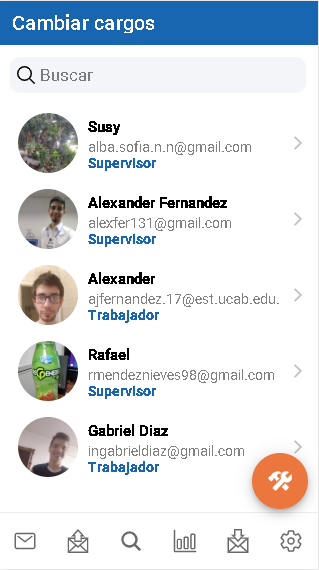 Cambiar cargos
Buscar
Susy
alba.sofia.n.n@gmail.com
Supervisor
Alexander Fernandez
alexfer131@gmail.com
Supervisor
Alexander
ajfernandez.17@est.ucab.edu.
Trabajador
Rafael
rmendeznieves98@gmail.com
Supervisor
Gabriel Diaz
ingabrieldiaz@gmail.com
Trabajador